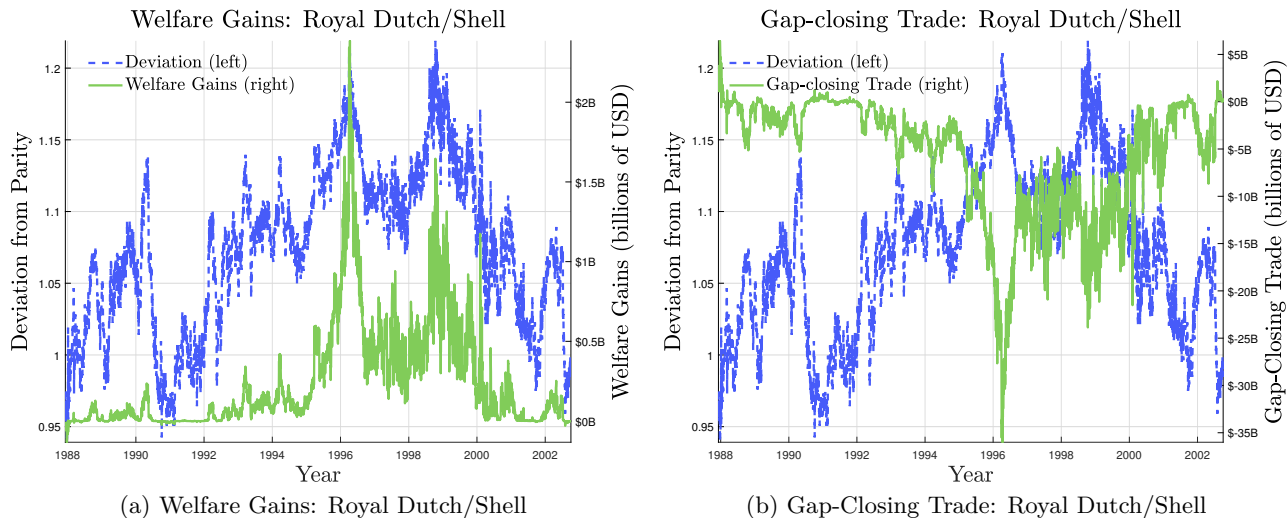 Welfare Gains: Royal Dutch/Shell
Deviation (left)
Welfare Gains (right)
Deviation from Parity
1.2
1.15
1.1
1.05
1
0.95
$2B
$1.5B
$1B
$0.5B
$0B
Welfare Gains (billions of USD)
1988 1990 1992 1994 1996 1998 2000 2002
Year
(a) Welfare Gains: Royal Dutch/Shell
Gap-closing Trade: Royal Dutch/Shell
Deviation (left)
Gap-closing Trade (right)
Deviation from Parity
1.2
1.15
1.1
1.05
1
0.95
$5B
$0B
$-5B
$-10B
$-15B
$-20B
$-25B
$-30B
$-35B
Gap-Closing Trade (billions of USD)
1988 1990 1992 1994 1996 1998 2000 2002
Year
(b) Gap-Closing Trade: Royal Dutch/Shell